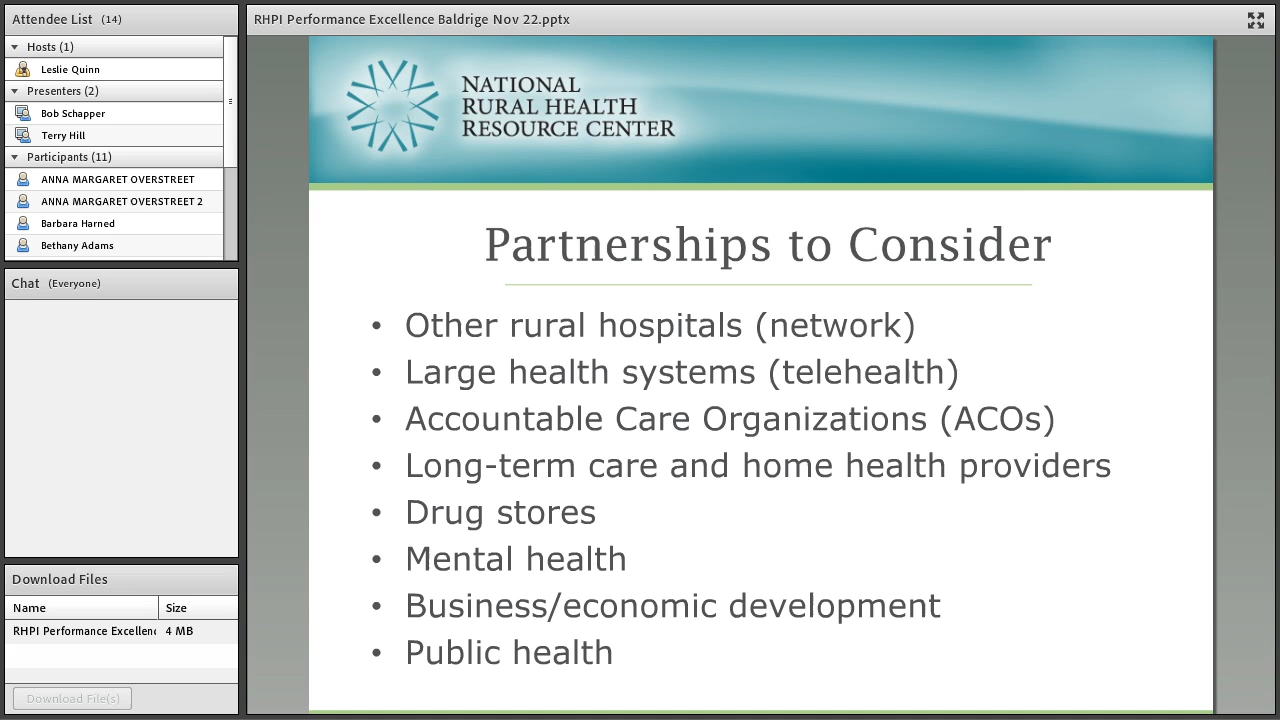 Attendee List (14)
Hosts (1)
Leslie Quinn
Presenters (2)
Bob Schapper
Terry Hill
Participants (11)
ANNA MARGARET OVERSTREET
ANNA MARGARET OVERSTREET 2
Barbara Harned
Bethany Adams
Chat (Everyone)
Download Files
Name Size
RHPI Performance Excellenc 4 MB
Download File(s)
RHPI Performance Excellence Baldrige Nov 22.pptx
NATIONAL
RURAL HEALTH
RESOURCE CENTER
Partnerships to Consider
• Other rural hospitals (network)
• Large health systems (telehealth)
• Accountable Care Organizations (ACOs)
• Long-term care and home health providers
• Drug stores
• Mental health
• Business/economic development
• Public health